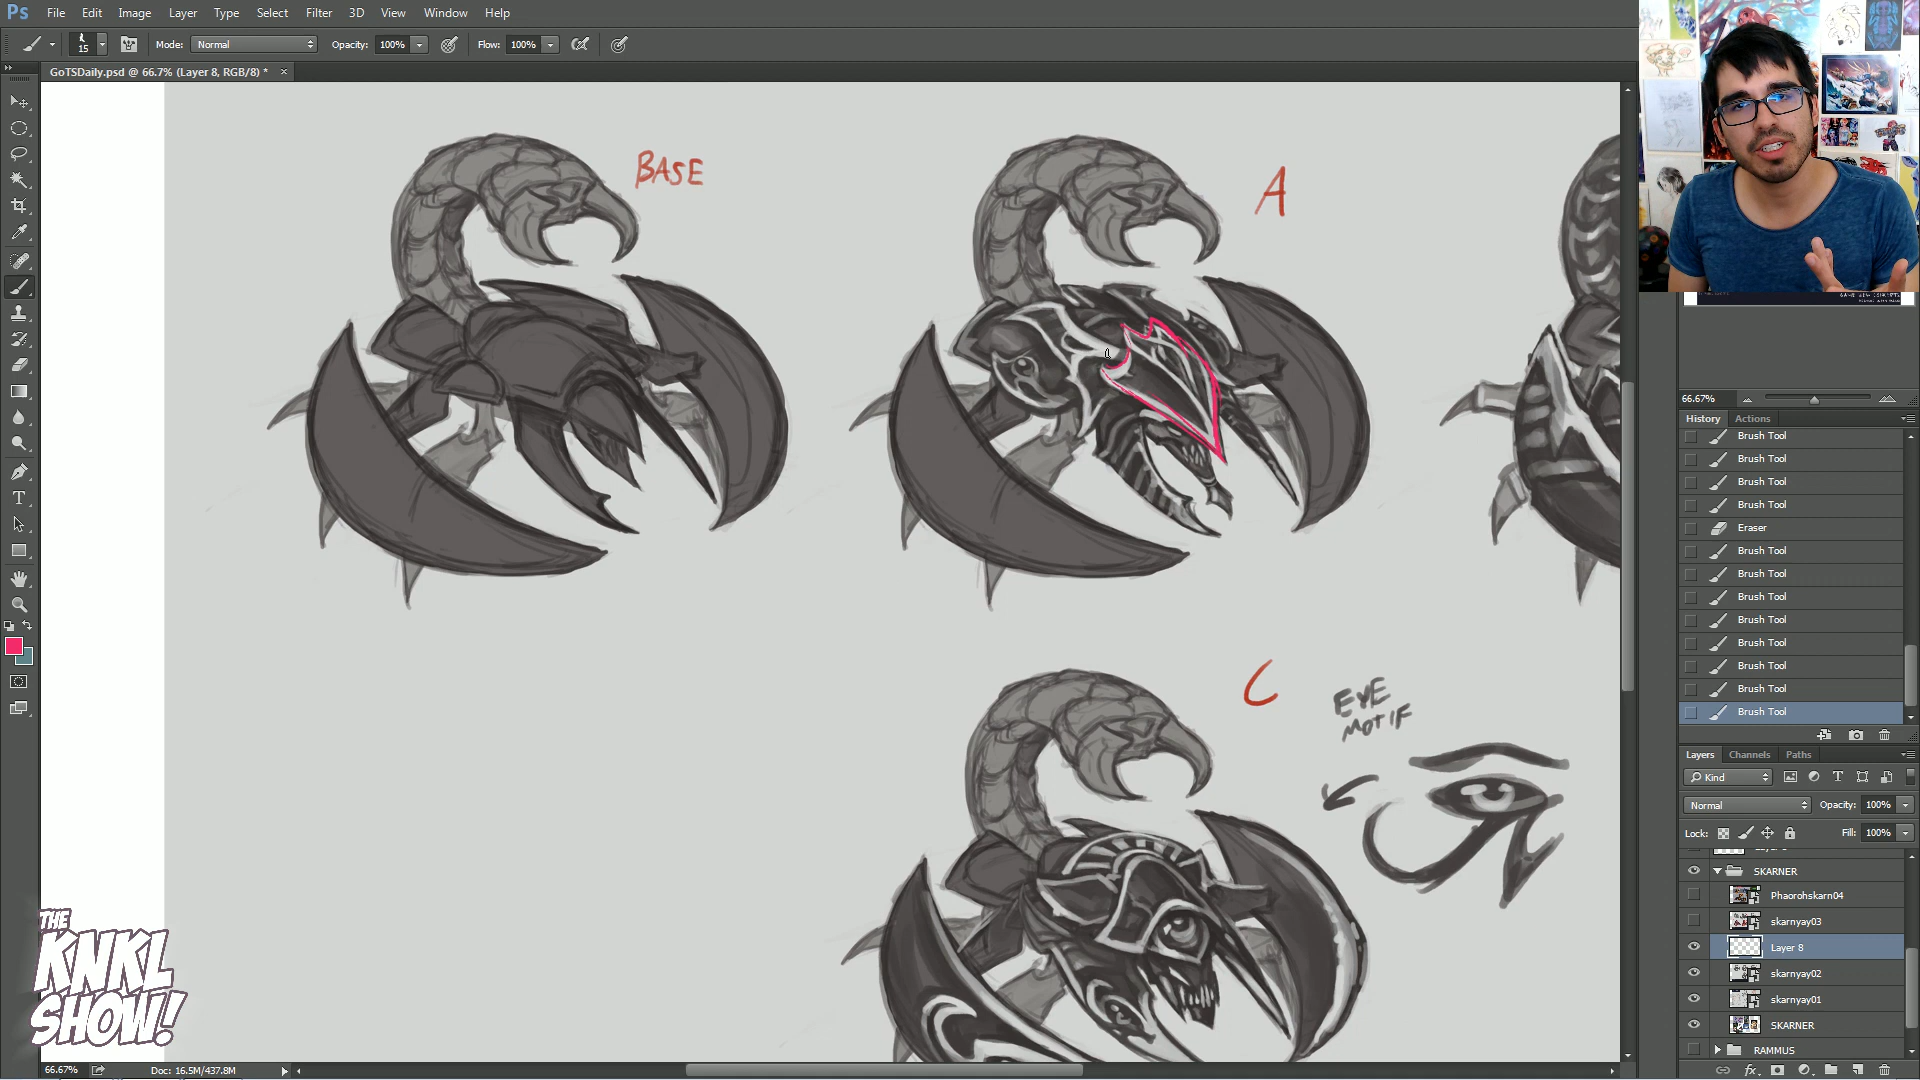 Ps File Edit Image Layer Type Select Filter 3D View Window Help
15 Mode: Normal Opacity: 100% Flow: 100%
GoTSDaily.psd @ 66.7% (Layer 8, RGB/8) * ×
BASE
A
C
EYE
MOTIF
THE
KNKL
SHOW!
66.67%
History Actions
Brush Tool
Brush Tool
Brush Tool
Brush Tool
Eraser
Brush Tool
Brush Tool
Brush Tool
Brush Tool
Brush Tool
Brush Tool
Brush Tool
Brush Tool
Layers Channels Paths
Kind
Normal Opacity: 100%
Lock: Fill: 100%
SKARNER
Phaorohskarn04
skarnyay03
Layer 8
skarnyay02
skarnyay01
SKARNER
RAMMUS
66.67% Doc: 16.5M/437.8M